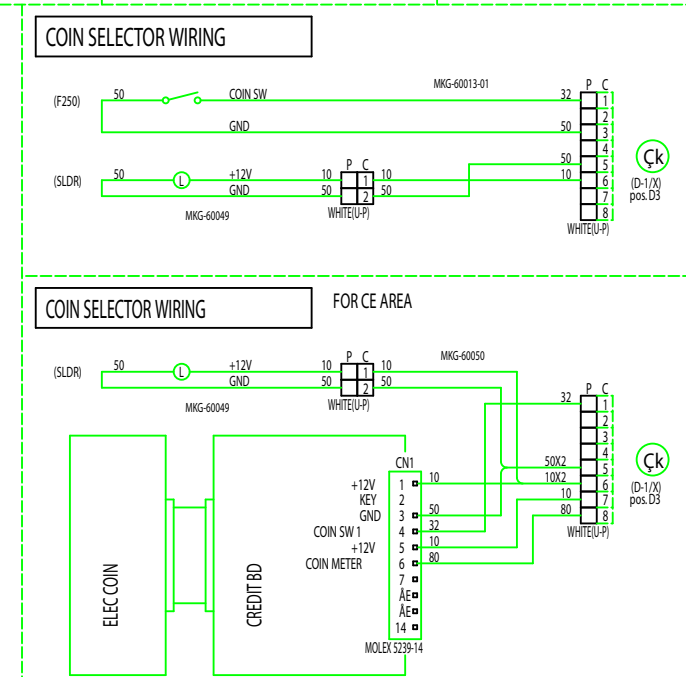 COIN SELECTOR WIRING
MKG-60013-01
P C
(F250) 50 COIN SW 32 1
2
GND 50 3
4
50 5
(SLDR) 50 L +12V 10 P C 1 10 10 6
GND 50 2 50 7
8
MKG-60049
WHITE(U-P)
WHITE(U-P)
Çk
(D-1/X)
pos.D3
COIN SELECTOR WIRING
FOR CE AREA
MKG-60050
P C
(SLDR) 50 L +12V 10 1 10
GND 50 2 50
MKG-60049
WHITE(U-P)
P C
32 1
2
3
4
50X2 5
10X2 6
10 7
80 8
WHITE(U-P)
Çk
(D-1/X)
pos.D3
ELEC COIN
CREDIT BD
CN1
+12V 1 10
KEY 2
GND 3 50
COIN SW 1 4 32
+12V 5 10
COIN METER 6 80
7
ÅE
ÅE
14
MOLEX 5239-14